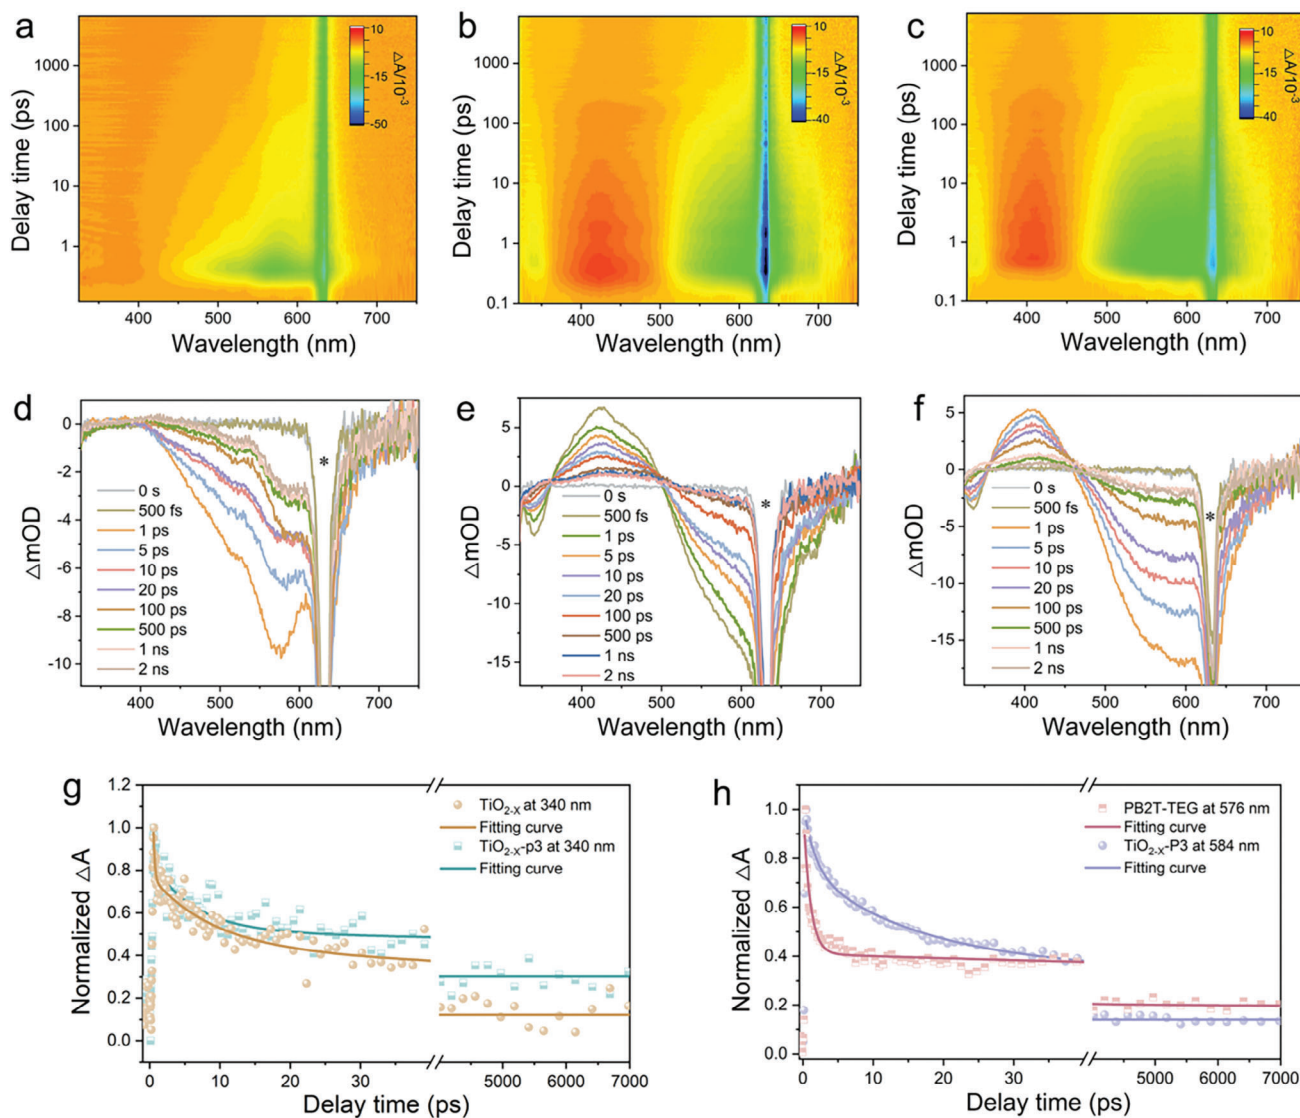 a
10
-15
-50
△A/10⁻³
1000
100
10
1
Delay time (ps)
400 500 600 700
Wavelength (nm)
b
10
-15
-40
△A/10⁻³
1000
100
10
1
0.1
Delay time (ps)
400 500 600 700
Wavelength (nm)
c
10
-15
-40
△A/10⁻³
1000
100
10
1
0.1
Delay time (ps)
400 500 600 700
Wavelength (nm)
d
0
-2
-4
-6
-8
-10
△mOD
*
0 s
500 fs
1 ps
5 ps
10 ps
20 ps
100 ps
500 ps
1 ns
2 ns
400 500 600 700
Wavelength (nm)
e
5
0
-5
-10
-15
△mOD
*
0 s
500 fs
1 ps
5 ps
10 ps
20 ps
100 ps
500 ps
1 ns
2 ns
400 500 600 700
Wavelength (nm)
f
5
0
-5
-10
-15
△mOD
*
0 s
500 fs
1 ps
5 ps
10 ps
20 ps
100 ps
500 ps
1 ns
2 ns
400 500 600 700
Wavelength (nm)
g
1.2
1.0
0.8
0.6
0.4
0.2
0.0
Normalized △A
TiO₂₋ₓ at 340 nm
Fitting curve
TiO₂₋ₓ-p3 at 340 nm
Fitting curve
0 10 20 30 5000 6000 7000
Delay time (ps)
h
1.0
0.8
0.6
0.4
0.2
0.0
Normalized △A
PB2T-TEG at 576 nm
Fitting curve
TiO₂₋ₓ-P3 at 584 nm
Fitting curve
0 10 20 30 5000 6000 7000
Delay time (ps)